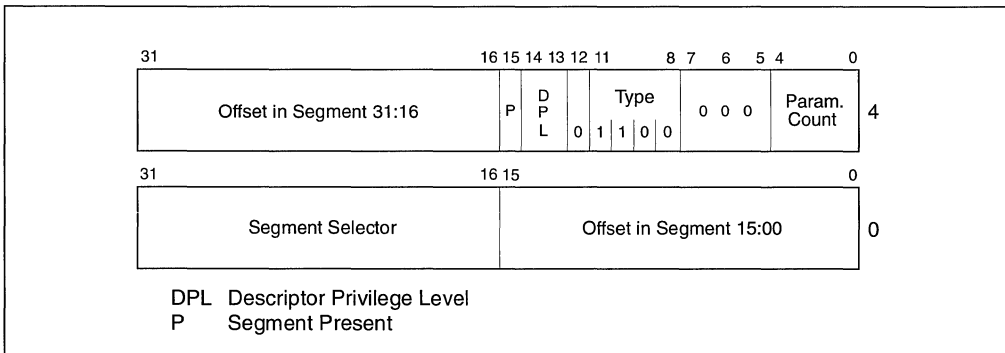 31 16 15 14 13 12 11 8 7 6 5 4 0
Offset in Segment 31:16 P D P L 0 Type 1 1 0 0 0 0 0 Param. Count 4
31 16 15 0
Segment Selector Offset in Segment 15:00 0
DPL Descriptor Privilege Level
P Segment Present